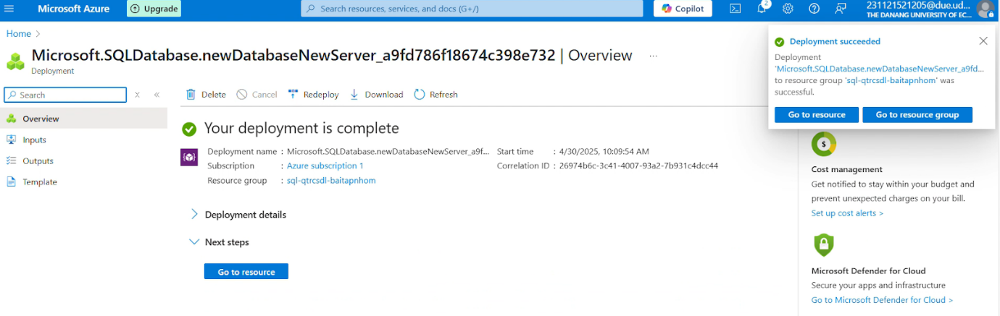 Microsoft Azure
Upgrade
Search resources, services, and docs (G+/)
Copilot
2
231121521205@due.ud...
THE DANANG UNIVERSITY OF EC...
Home
Microsoft.SQLDatabase.newDatabaseNewServer_a9fd786f18674c398e732 | Overview ...
Deployment
Search
Delete
Cancel
Redeploy
Download
Refresh
Overview
Inputs
Outputs
Template
Your deployment is complete
Deployment name : Microsoft.SQLDatabase.newDatabaseNewServer_a9f...
Subscription : Azure subscription 1
Resource group : sql-qtrcsdl-baitapnhom
Start time : 4/30/2025, 10:09:54 AM
Correlation ID : 26974b6c-3c41-4007-93a2-7b931c4dcc44
Deployment details
Next steps
Go to resource
Deployment succeeded
Deployment
'Microsoft.SQLDatabase.newDatabaseNewServer_a9fd...
to resource group 'sql-qtrcsdl-baitapnhom' was
successful.
Go to resource
Go to resource group
$
Cost management
Get notified to stay within your budget and
prevent unexpected charges on your bill.
Set up cost alerts >
Microsoft Defender for Cloud
Secure your apps and infrastructure
Go to Microsoft Defender for Cloud >